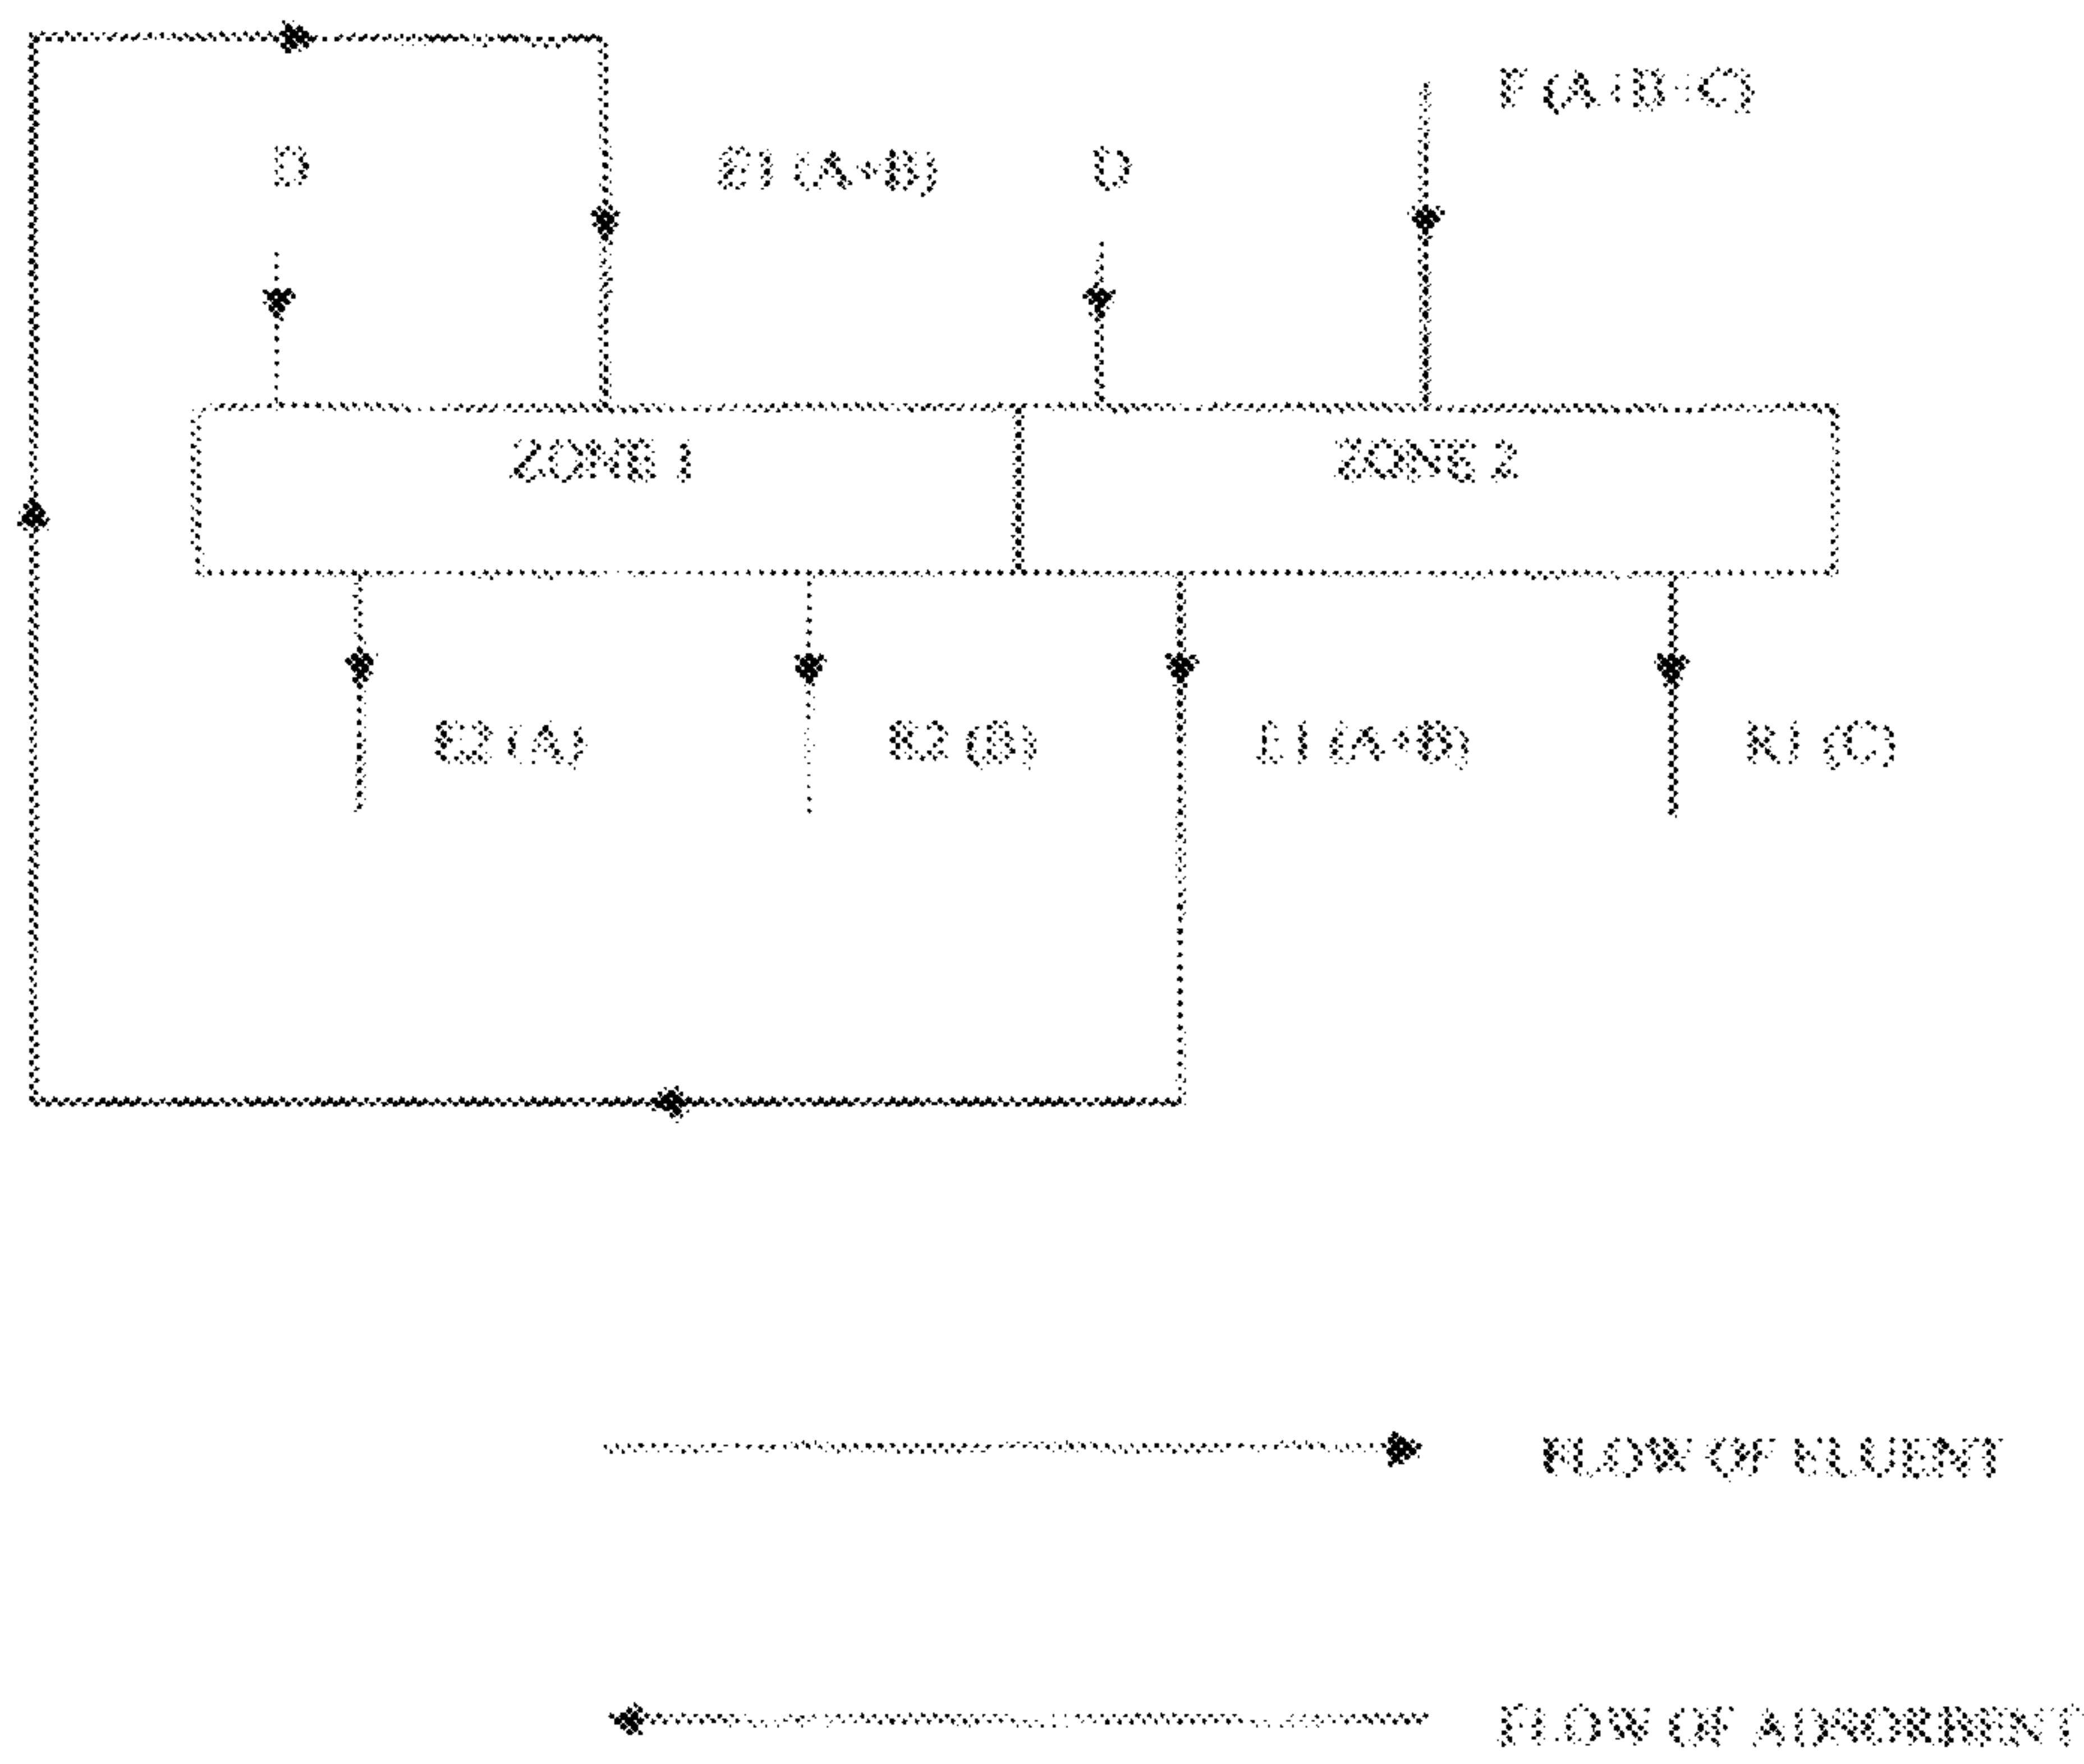 F (A+B+C)
D
E1 (A+B)
D
ZONE 1
ZONE 2
E2 (A)
R2 (B)
E1 (A+B)
R1 (C)
FLOW OF ELUENT
FLOW OF ADSORBENT